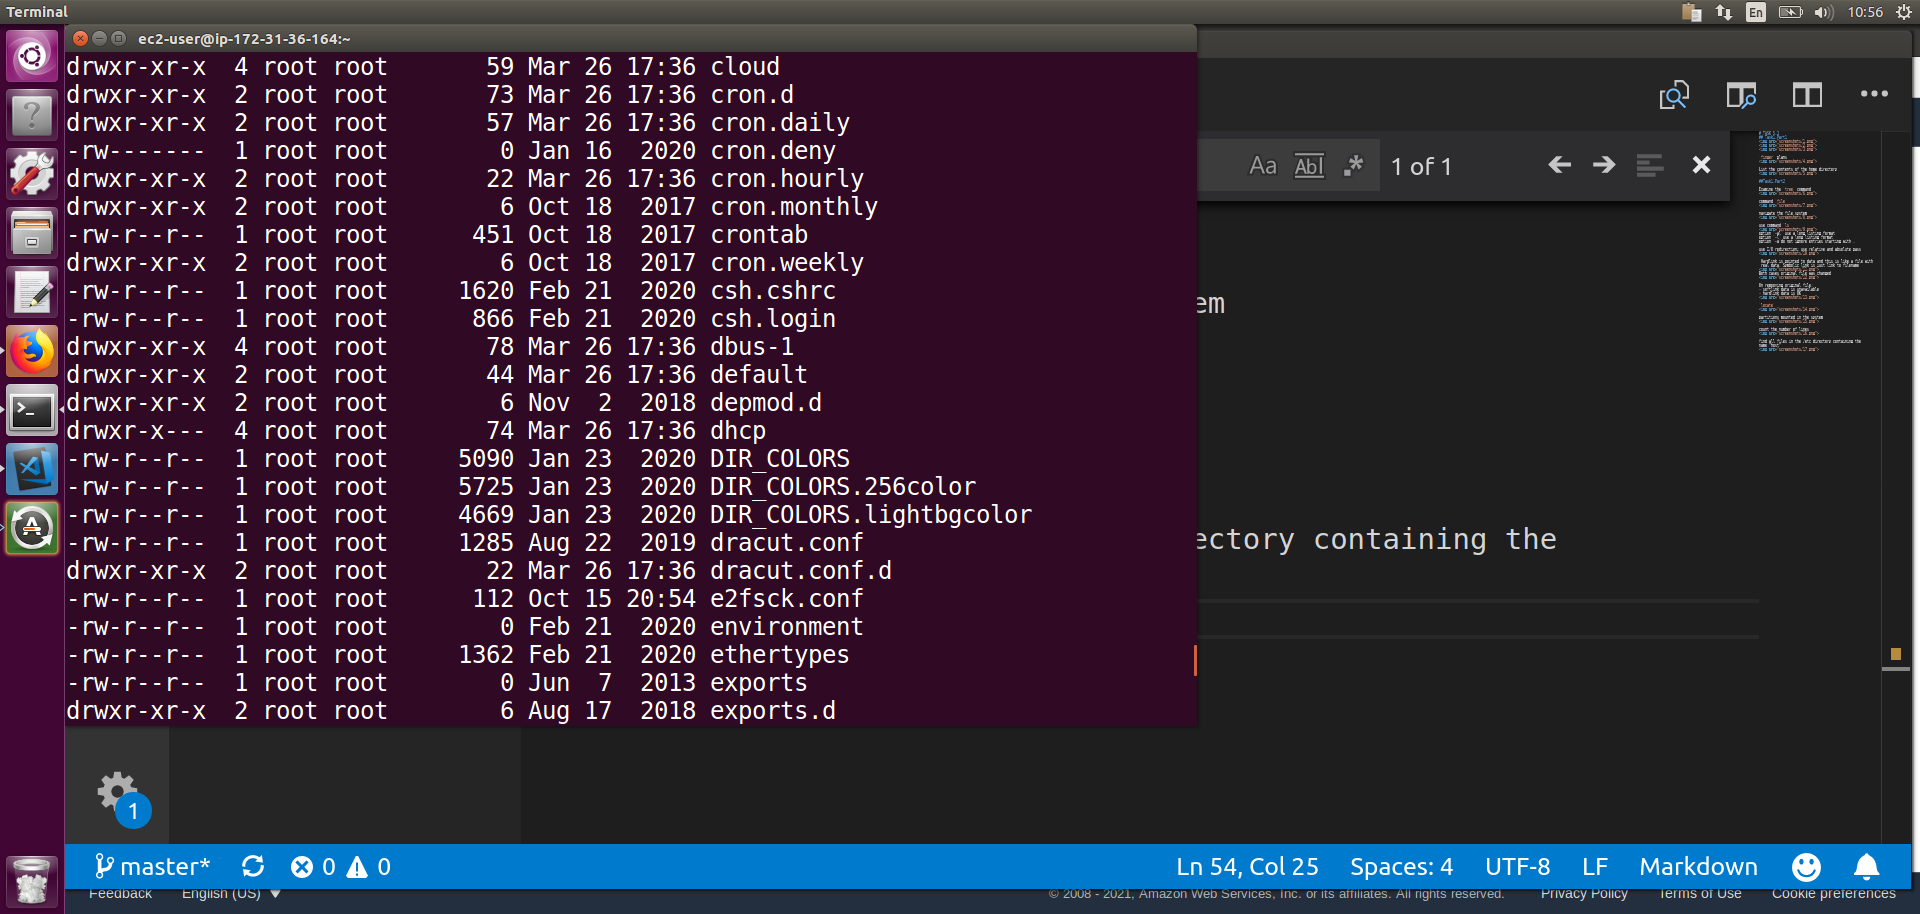 Terminal
En
10:56
ec2-user@ip-172-31-36-164:~
drwxr-xr-x  4 root root       59 Mar 26 17:36 cloud
drwxr-xr-x  2 root root       73 Mar 26 17:36 cron.d
drwxr-xr-x  2 root root       57 Mar 26 17:36 cron.daily
-rw-------  1 root root        0 Jan 16  2020 cron.deny
drwxr-xr-x  2 root root       22 Mar 26 17:36 cron.hourly
drwxr-xr-x  2 root root        6 Oct 18  2017 cron.monthly
-rw-r--r--  1 root root      451 Oct 18  2017 crontab
drwxr-xr-x  2 root root        6 Oct 18  2017 cron.weekly
-rw-r--r--  1 root root     1620 Feb 21  2020 csh.cshrc
-rw-r--r--  1 root root      866 Feb 21  2020 csh.login
drwxr-xr-x  4 root root       78 Mar 26 17:36 dbus-1
drwxr-xr-x  2 root root       44 Mar 26 17:36 default
drwxr-xr-x  2 root root        6 Nov  2  2018 depmod.d
drwxr-x---  4 root root       74 Mar 26 17:36 dhcp
-rw-r--r--  1 root root     5090 Jan 23  2020 DIR_COLORS
-rw-r--r--  1 root root     5725 Jan 23  2020 DIR_COLORS.256color
-rw-r--r--  1 root root     4669 Jan 23  2020 DIR_COLORS.lightbgcolor
-rw-r--r--  1 root root     1285 Aug 22  2019 dracut.conf
drwxr-xr-x  2 root root       22 Mar 26 17:36 dracut.conf.d
-rw-r--r--  1 root root      112 Oct 15 20:54 e2fsck.conf
-rw-r--r--  1 root root        0 Feb 21  2020 environment
-rw-r--r--  1 root root     1362 Feb 21  2020 ethertypes
-rw-r--r--  1 root root        0 Jun  7  2013 exports
drwxr-xr-x  2 root root        6 Aug 17  2018 exports.d
Aa Abl .* 1 of 1
em
ectory containing the
1
master* 0 0
Ln 54, Col 25 Spaces: 4 UTF-8 LF Markdown
Feedback English (US)
© 2008 - 2021, Amazon Web Services, Inc. or its affiliates. All rights reserved. Privacy Policy Terms of Use Cookie preferences